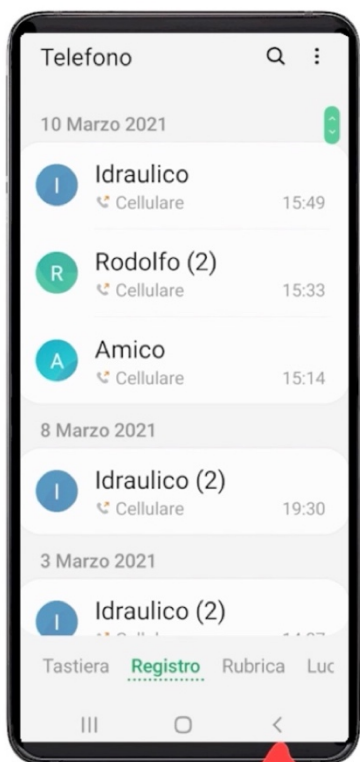 Telefono
10 Marzo 2021
I
Idraulico
Cellulare 15:49
R
Rodolfo (2)
Cellulare 15:33
A
Amico
Cellulare 15:14
8 Marzo 2021
I
Idraulico (2)
Cellulare 19:30
3 Marzo 2021
I
Idraulico (2)
Tastiera Registro Rubrica Luc